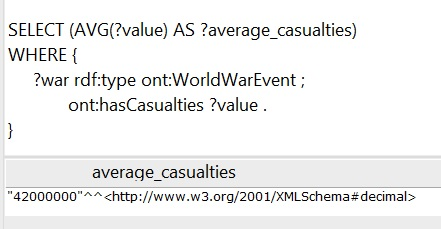 SELECT (AVG(?value) AS ?average_casualties)
WHERE {
?war rdf:type ont:WorldWarEvent ;
ont:hasCasualties ?value .
}
average_casualties
"42000000"^^<http://www.w3.org/2001/XMLSchema#decimal>